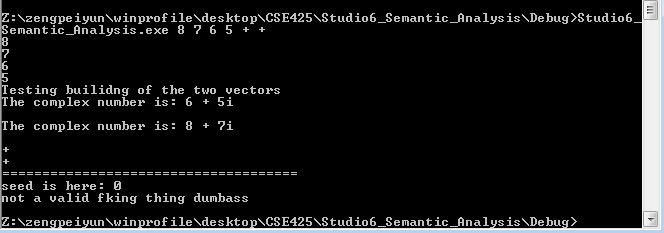 Z:\zengpeiyun\winprofile\desktop\CSE425\Studio6_Semantic_Analysis\Debug>Studio6_
Semantic_Analysis.exe 8 7 6 5 + +
8
7
6
5
Testing builidng of the two vectors
The complex number is: 6 + 5i
The complex number is: 8 + 7i
+
+
=====================================
seed is here: 0
not a valid fking thing dumbass
Z:\zengpeiyun\winprofile\desktop\CSE425\Studio6_Semantic_Analysis\Debug>